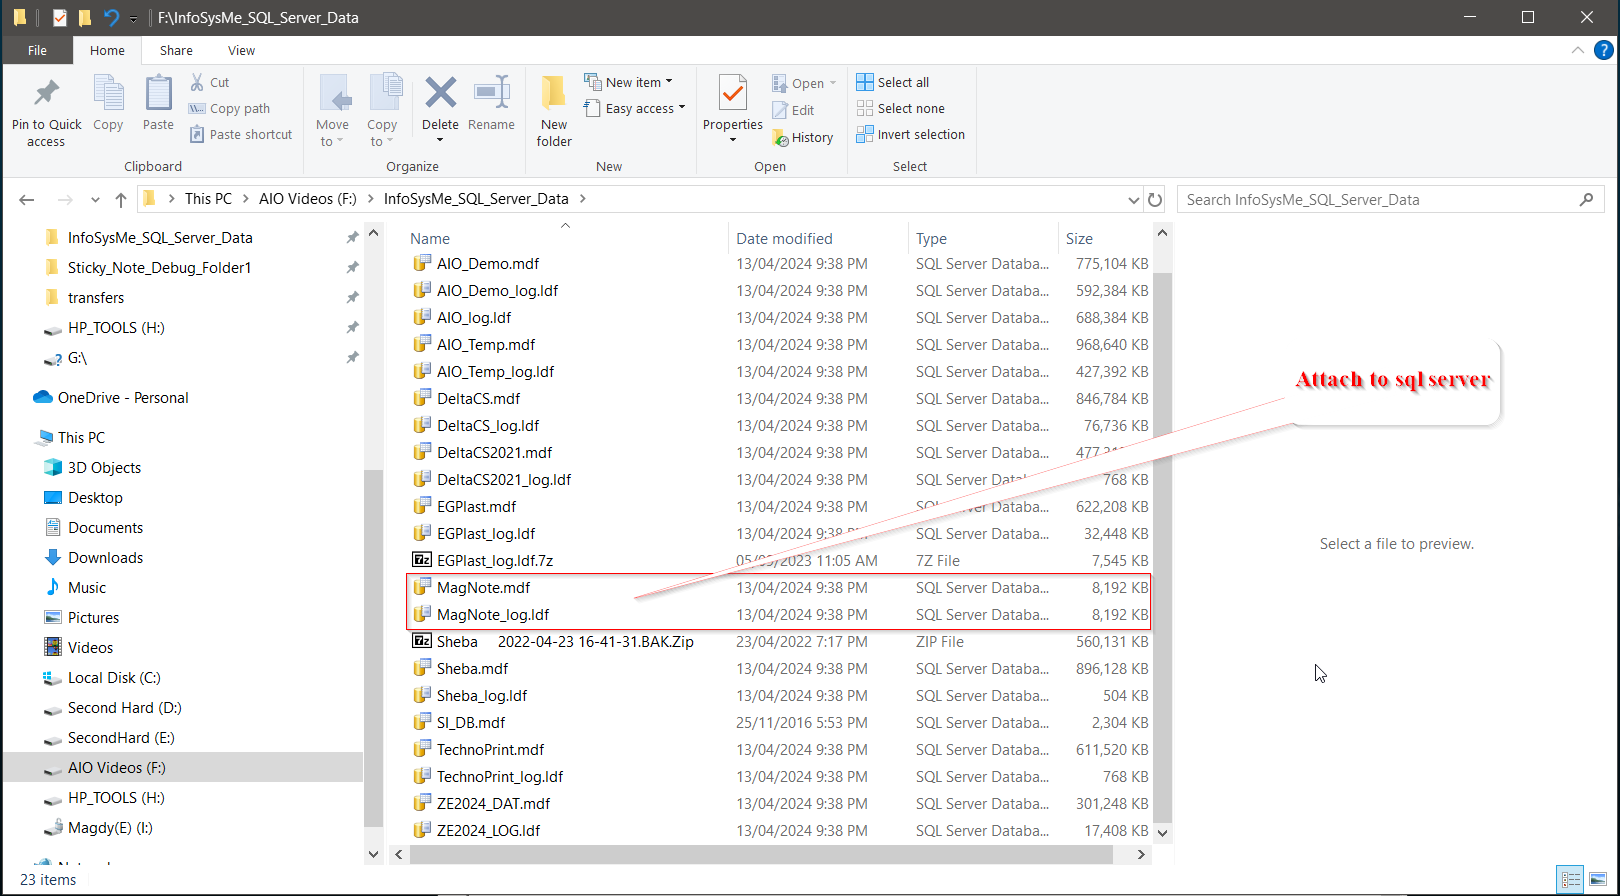 F:\InfoSysMe_SQL_Server_Data
File Home Share View
Pin to Quick access
Copy
Paste
Cut
Copy path
Paste shortcut
Clipboard
Move to
Copy to
Delete
Rename
Organize
New folder
New item
Easy access
New
Properties
Open
Edit
History
Open
Select all
Select none
Invert selection
Select
This PC > AIO Videos (F:) > InfoSysMe_SQL_Server_Data >
Search InfoSysMe_SQL_Server_Data
InfoSysMe_SQL_Server_Data
Sticky_Note_Debug_Folder1
transfers
HP_TOOLS (H:)
G:\
OneDrive - Personal
This PC
3D Objects
Desktop
Documents
Downloads
Music
Pictures
Videos
Local Disk (C:)
Second Hard (D:)
SecondHard (E:)
AIO Videos (F:)
HP_TOOLS (H:)
Magdy(E) (I:)
Name Date modified Type Size
AIO_Demo.mdf 13/04/2024 9:38 PM SQL Server Databa... 775,104 KB
AIO_Demo_log.ldf 13/04/2024 9:38 PM SQL Server Databa... 592,384 KB
AIO_log.ldf 13/04/2024 9:38 PM SQL Server Databa... 688,384 KB
AIO_Temp.mdf 13/04/2024 9:38 PM SQL Server Databa... 968,640 KB
AIO_Temp_log.ldf 13/04/2024 9:38 PM SQL Server Databa... 427,392 KB
DeltaCS.mdf 13/04/2024 9:38 PM SQL Server Databa... 846,784 KB
DeltaCS_log.ldf 13/04/2024 9:38 PM SQL Server Databa... 76,736 KB
DeltaCS2021.mdf 13/04/2024 9:38 PM SQL Server Databa...
DeltaCS2021_log.ldf 13/04/2024 9:38 PM SQL Server 768 KB
EGPlast.mdf 13/04/2024 9:38 PM SQL Server Databa... 622,208 KB
EGPlast_log.ldf 13/04/2024 9:38 SQL Server Databa... 32,448 KB
EGPlast_log.ldf.7z 11:05 AM 7Z File 7,545 KB
MagNote.mdf 13/04/2024 9:38 PM SQL Server Databa... 8,192 KB
MagNote_log.ldf 13/04/2024 9:38 PM SQL Server Databa... 8,192 KB
Sheba 2022-04-23 16-41-31.BAK.Zip 23/04/2022 7:17 PM ZIP File 560,131 KB
Sheba.mdf 13/04/2024 9:38 PM SQL Server Databa... 896,128 KB
Sheba_log.ldf 13/04/2024 9:38 PM SQL Server Databa... 504 KB
SI_DB.mdf 25/11/2016 5:53 PM SQL Server Databa... 2,304 KB
TechnoPrint.mdf 13/04/2024 9:38 PM SQL Server Databa... 611,520 KB
TechnoPrint_log.ldf 13/04/2024 9:38 PM SQL Server Databa... 768 KB
ZE2024_DAT.mdf 13/04/2024 9:38 PM SQL Server Databa... 301,248 KB
ZE2024_LOG.ldf 13/04/2024 9:38 PM SQL Server Databa... 17,408 KB
Attach to sql server
Select a file to preview.
23 items